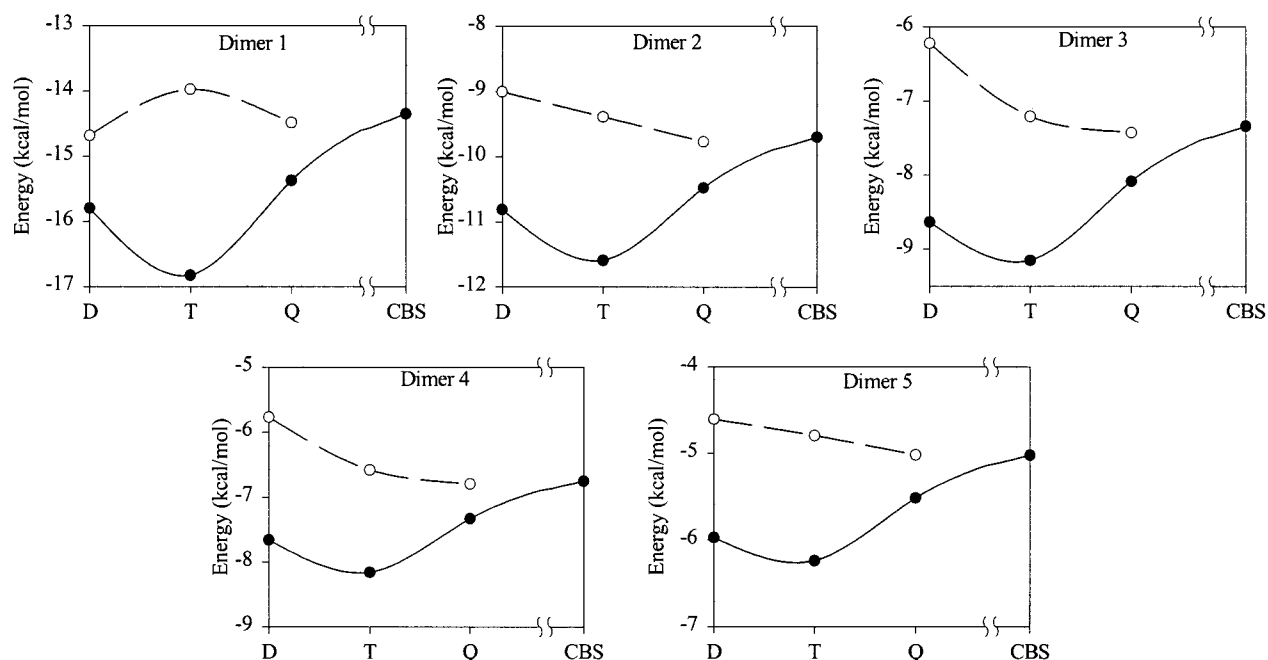 Dimer 1
Energy (kcal/mol)
-13
-14
-15
-16
-17
D T Q CBS
Dimer 2
Energy (kcal/mol)
-8
-9
-10
-11
-12
D T Q CBS
Dimer 3
Energy (kcal/mol)
-6
-7
-8
-9
D T Q CBS
Dimer 4
Energy (kcal/mol)
-5
-6
-7
-8
-9
D T Q CBS
Dimer 5
Energy (kcal/mol)
-4
-5
-6
-7
D T Q CBS